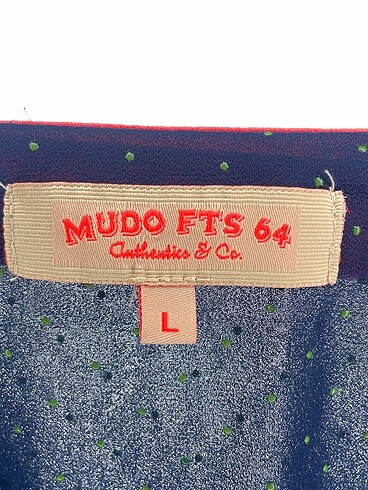 MUDO FTS 64
Authentics & Co.
L